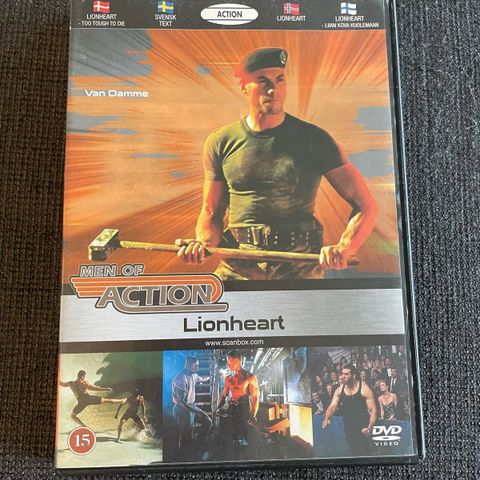 LIONHEART
- TOO TOUGH TO DIE
SVENSK
TEXT
ACTION
LIONHEART
LIONHEART
- LIIAN KOVA KUOLEMAAN
Van Damme
MEN OF
ACTION
Lionheart
www.scanbox.com
15
DVD
VIDEO